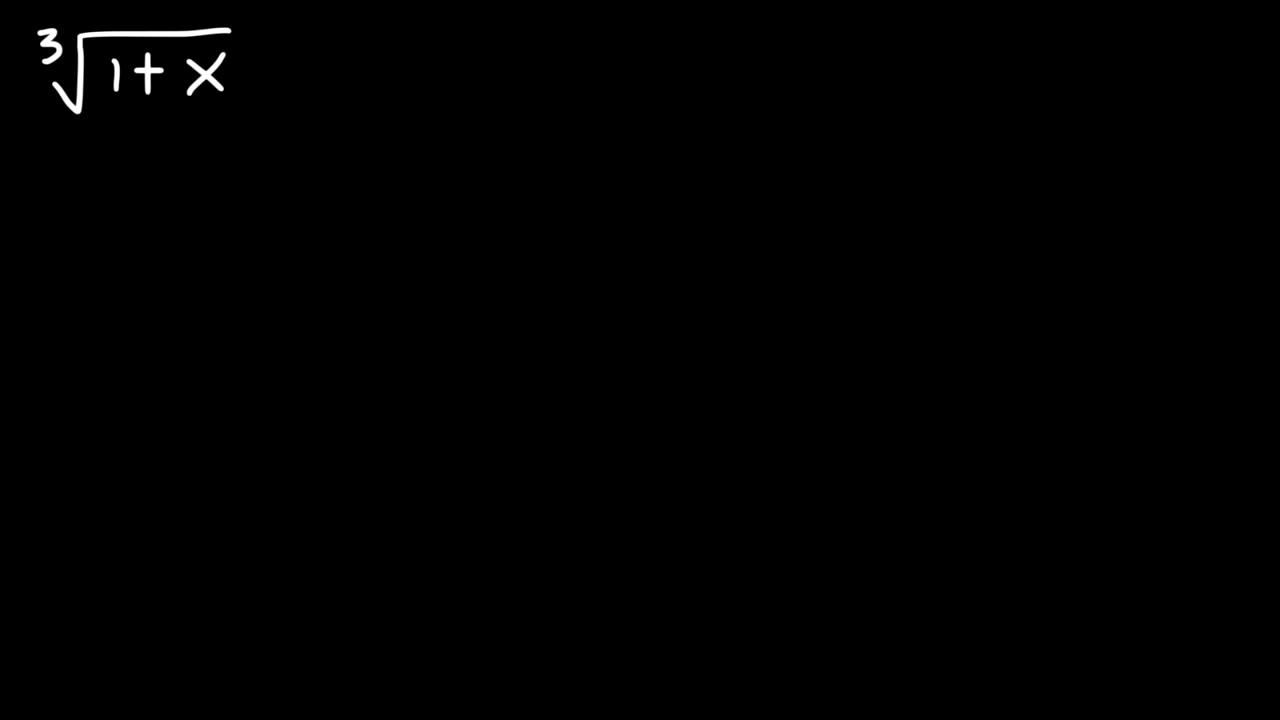 ∛(1 + x)